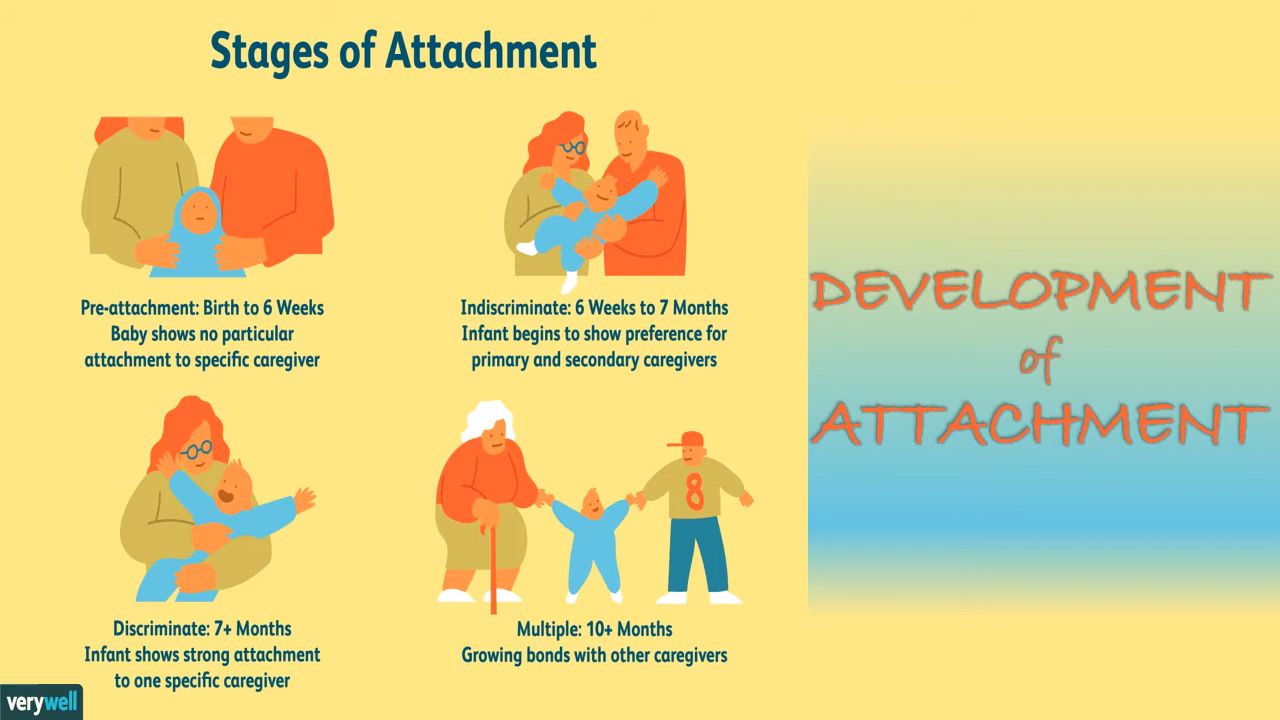 Stages of Attachment
Pre-attachment: Birth to 6 Weeks
Baby shows no particular
attachment to specific caregiver
Indiscriminate: 6 Weeks to 7 Months
Infant begins to show preference for
primary and secondary caregivers
8
Discriminate: 7+ Months
Infant shows strong attachment
to one specific caregiver
Multiple: 10+ Months
Growing bonds with other caregivers
DEVELOPMENT
of
ATTACHMENT
verywell